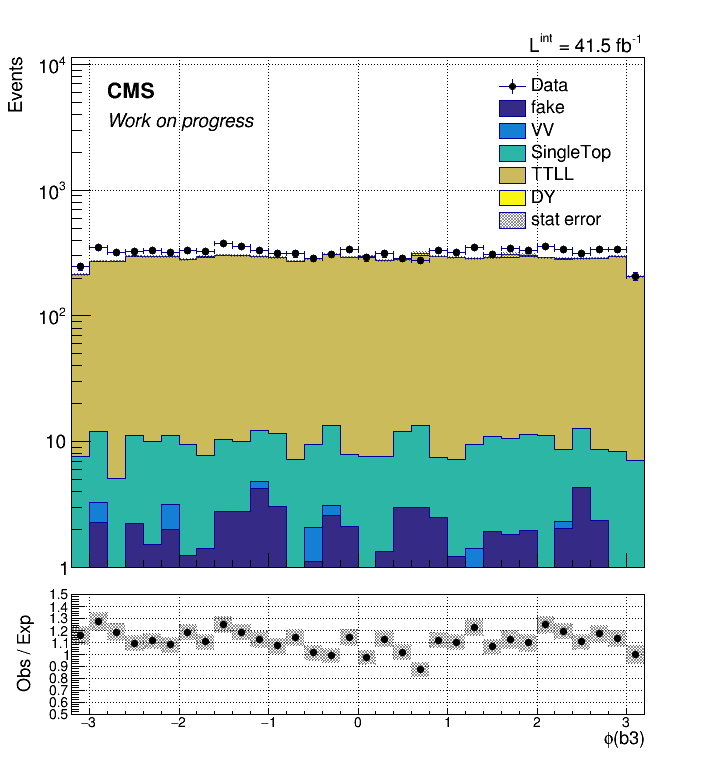 L^int = 41.5 fb^-1
Events
10^4
10^3
10^2
10
1
CMS
Work on progress
Data
fake
VV
SingleTop
TTLL
DY
stat error
Obs / Exp
1.5
1.4
1.3
1.2
1.1
1
0.9
0.8
0.7
0.6
0.5
−3 −2 −1 0 1 2 3
ϕ(b3)